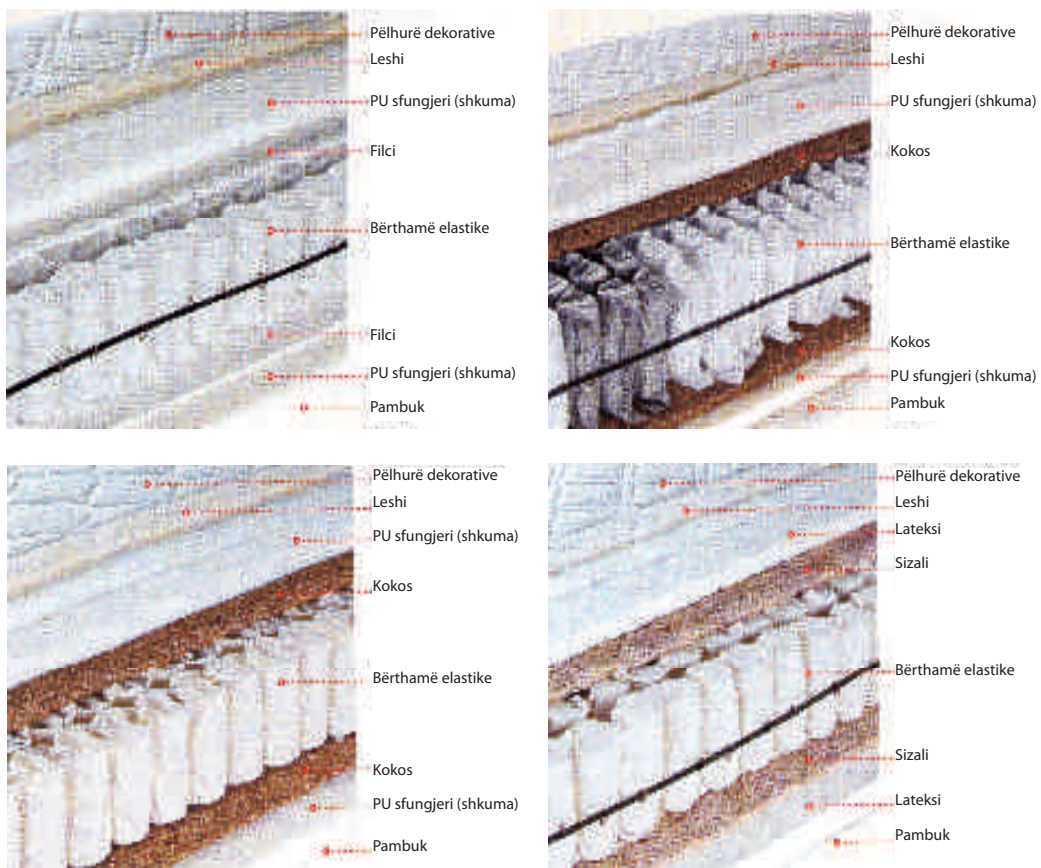 Pëlhurë dekorative
Leshi
PU sfungjeri (shkuma)
Filci
Bërthamë elastike
Filci
PU sfungjeri (shkuma)
Pambuk
Pëlhurë dekorative
Leshi
PU sfungjeri (shkuma)
Kokos
Bërthamë elastike
Kokos
PU sfungjeri (shkuma)
Pambuk
Pëlhurë dekorative
Leshi
PU sfungjeri (shkuma)
Kokos
Bërthamë elastike
Kokos
PU sfungjeri (shkuma)
Pambuk
Pëlhurë dekorative
Leshi
Lateksi
Sizali
Bërthamë elastike
Sizali
Lateksi
Pambuk